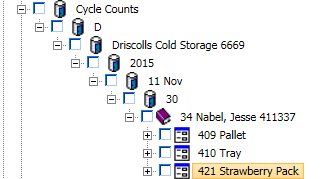 Cycle Counts
D
Driscolls Cold Storage 6669
2015
11 Nov
30
34 Nabel, Jesse 411337
409 Pallet
410 Tray
421 Strawberry Pack